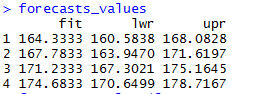 > forecasts_values
       fit      lwr      upr
1 164.3333 160.5838 168.0828
2 167.7833 163.9470 171.6197
3 171.2333 167.3021 175.1645
4 174.6833 170.6499 178.7167